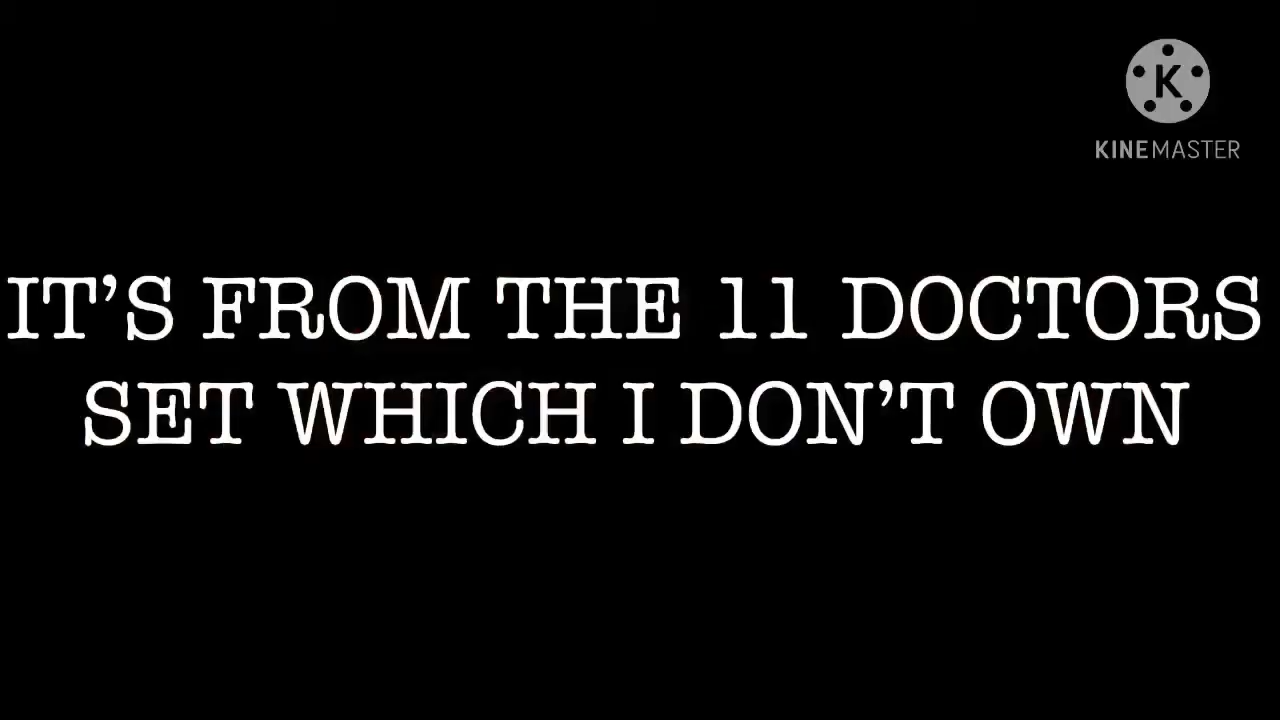 K
KINEMASTER
IT'S FROM THE 11 DOCTORS
SET WHICH I DON'T OWN